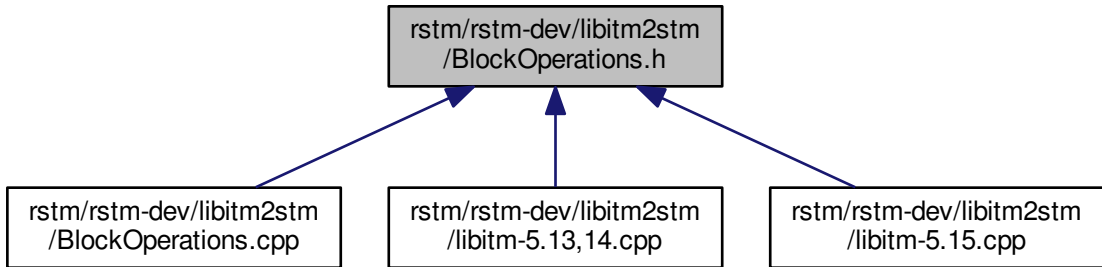 rstm/rstm-dev/libitm2stm
/BlockOperations.h
rstm/rstm-dev/libitm2stm
/BlockOperations.cpp
rstm/rstm-dev/libitm2stm
/libitm-5.13,14.cpp
rstm/rstm-dev/libitm2stm
/libitm-5.15.cpp